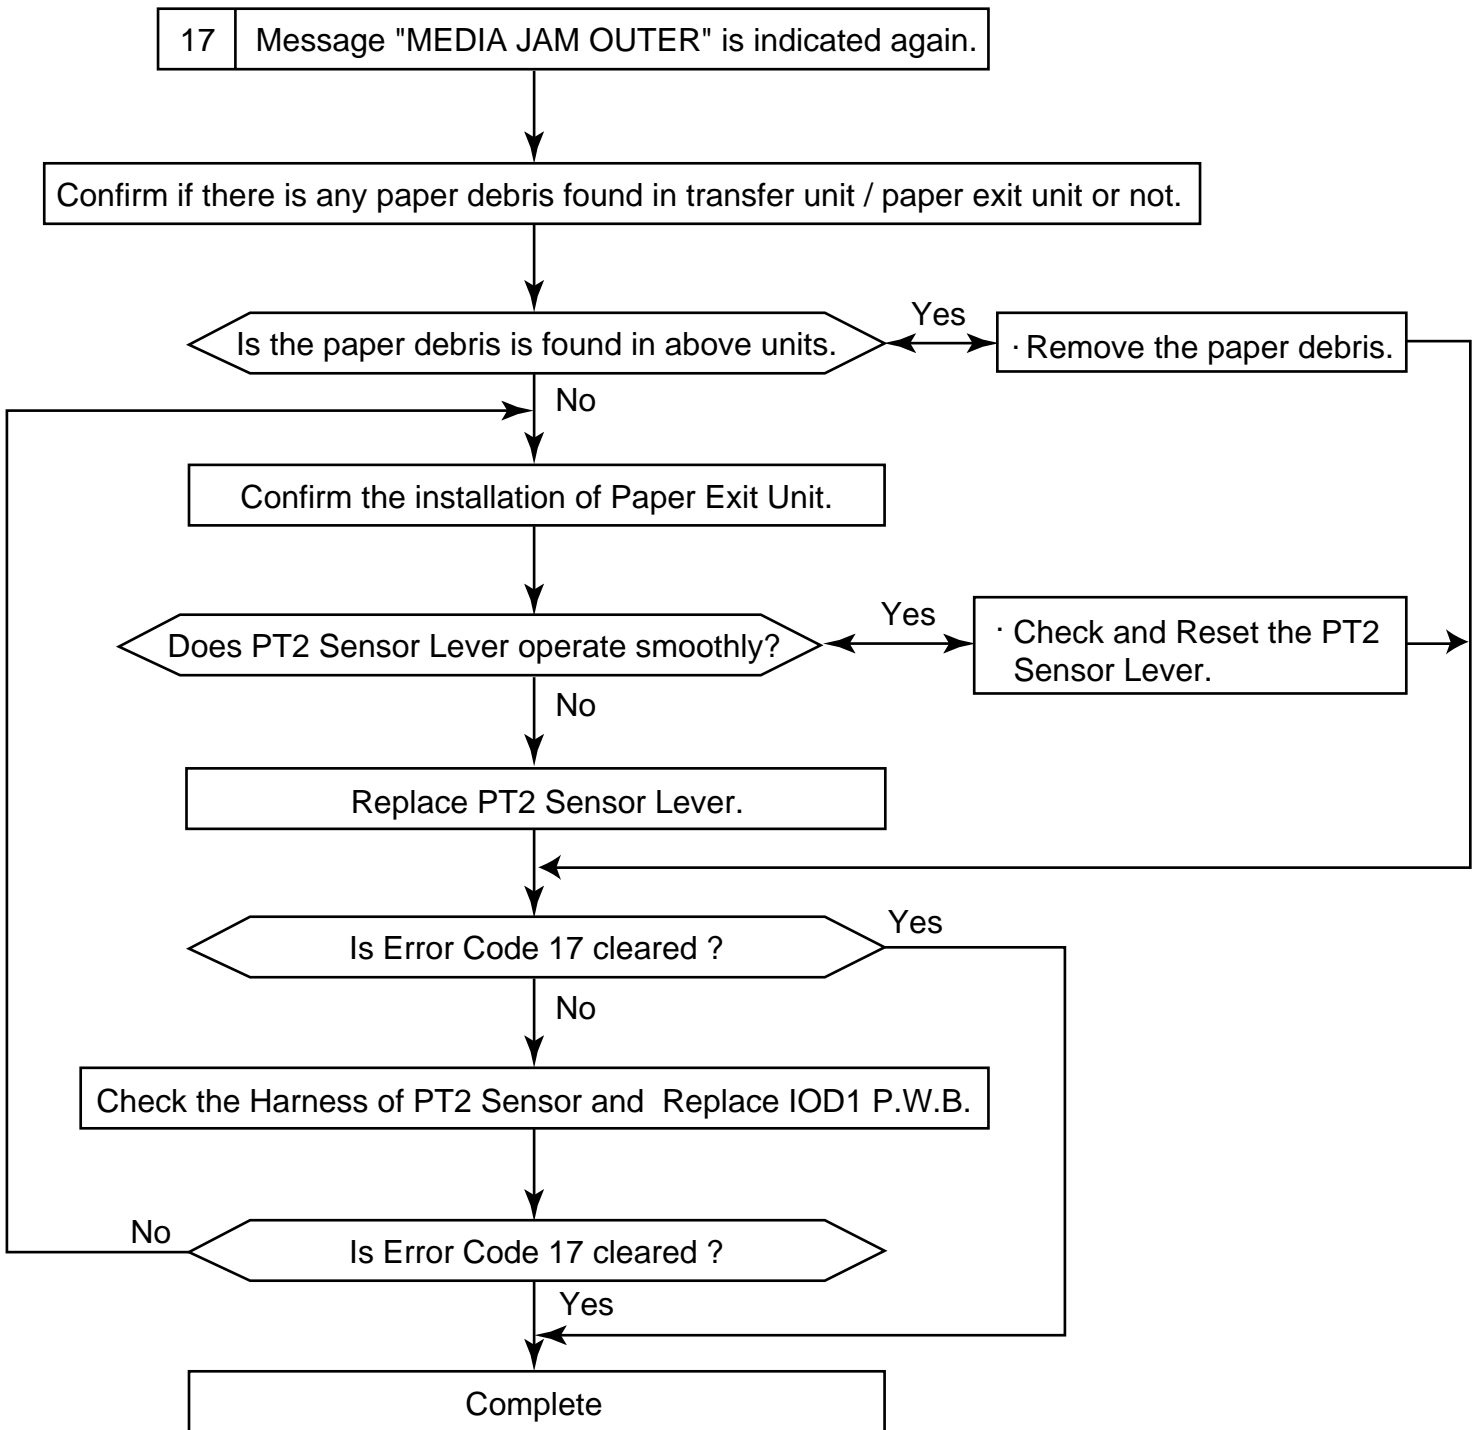 17 Message "MEDIA JAM OUTER" is indicated again.
Confirm if there is any paper debris found in transfer unit / paper exit unit or not.
Is the paper debris is found in above units.
Yes
· Remove the paper debris.
No
Confirm the installation of Paper Exit Unit.
Does PT2 Sensor Lever operate smoothly?
Yes
· Check and Reset the PT2
Sensor Lever.
No
Replace PT2 Sensor Lever.
Is Error Code 17 cleared ?
Yes
No
Check the Harness of PT2 Sensor and  Replace IOD1 P.W.B.
No
Is Error Code 17 cleared ?
Yes
Complete